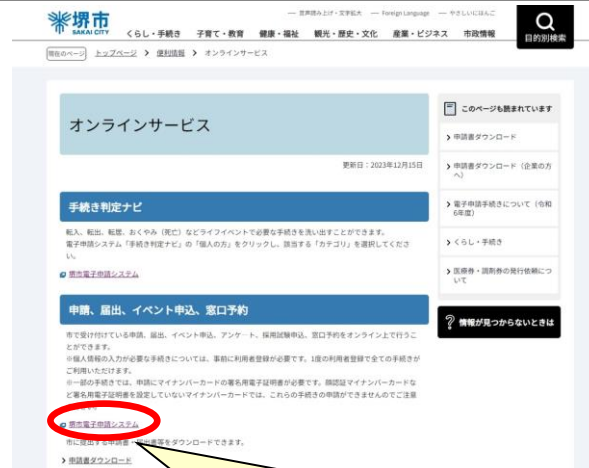 堺市
SAKAI CITY
音声読み上げ・文字拡大
Foreign Language
やさしいにほんご
目的別検索
くらし・手続き
子育て・教育
健康・福祉
観光・歴史・文化
産業・ビジネス
市政情報
現在のページ
トップページ > 便利情報 > オンラインサービス
オンラインサービス
更新日：2023年12月15日
手続き判定ナビ
転入、転出、転居、おくやみ（死亡）などライフイベントで必要な手続きを洗い出すことができます。
電子申請システム「手続き判定ナビ」の「個人の方」をクリックし、該当する「カテゴリ」を選択してくださ
い。
堺市電子申請システム
申請、届出、イベント申込、窓口予約
市で受け付けている申請、届出、イベント申込、アンケート、採用試験申込、窓口予約をオンライン上で行うこ
とができます。
※個人情報の入力が必要な手続きについては、事前に利用者登録が必要です。1度の利用者登録で全ての手続きが
ご利用いただけます。
※一部の手続きでは、申請にマイナンバーカードの署名用電子証明書が必要です。顔認証マイナンバーカードな
ど署名用電子証明書を設定していないマイナンバーカードでは、これらの手続きの申請ができませんのでご注意
堺市電子申請システム
市に提出する申請書・届出書等をダウンロードできます。
> 申請書ダウンロード
このページも読まれています
> 申請書ダウンロード
> 申請書ダウンロード（企業の方
へ）
> 電子申請手続きについて（令和
6年度）
> くらし・手続き
> 医療券・調剤券の発行依頼につ
いて
? 情報が見つからないときは